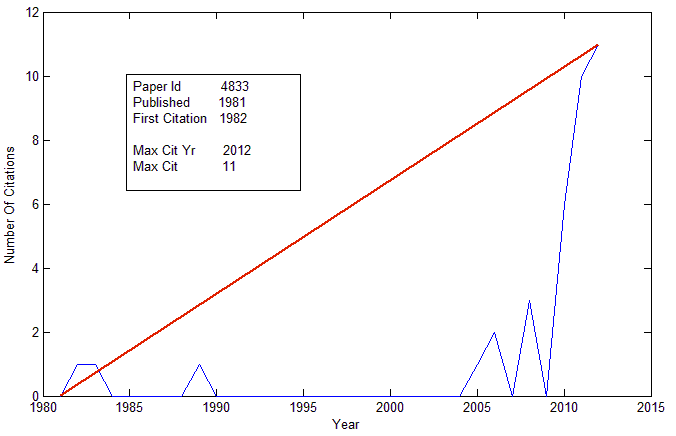 12
10
8
6
4
2
0
Number Of Citations
Paper Id 4833
Published 1981
First Citation 1982
Max Cit Yr 2012
Max Cit 11
1980 1985 1990 1995 2000 2005 2010 2015
Year